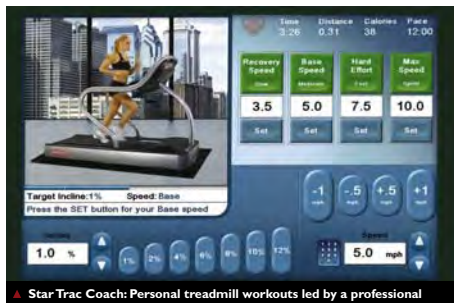 Time Distance Calories Pace
3:26 0.31 38 12:00
Recovery Speed Base Speed Hard Effort Max Speed
Slow Moderate Fast Sprint
3.5 5.0 7.5 10.0
Set Set Set Set
Target Incline: 1% Speed: Base
Press the SET button for your Base speed
-1 mph -.5 mph +.5 mph +1 mph
Incline Speed
1.0 % 1% 2% 4% 6% 8% 10% 12% 5.0 mph
▲ Star Trac Coach: Personal treadmill workouts led by a professional